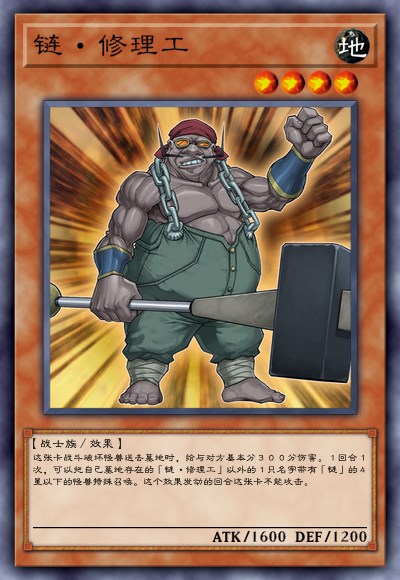 链·修理工
地
【战士族/效果】
这张卡战斗破坏怪兽送去墓地时，给与对方基本分３００分伤害。1回合1
次，可以把自己墓地存在的「链·修理工」以外的1只名字带有「链」的4
星以下的怪兽特殊召唤。这个效果发动的回合这张卡不能攻击。
ATK/1600 DEF/1200